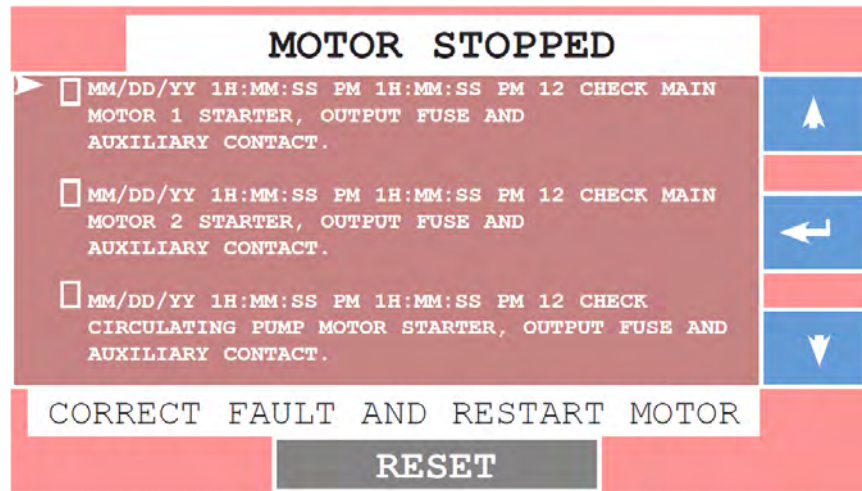 MOTOR STOPPED
MM/DD/YY 1H:MM:SS PM 1H:MM:SS PM 12 CHECK MAIN
MOTOR 1 STARTER, OUTPUT FUSE AND
AUXILIARY CONTACT.
MM/DD/YY 1H:MM:SS PM 1H:MM:SS PM 12 CHECK MAIN
MOTOR 2 STARTER, OUTPUT FUSE AND
AUXILIARY CONTACT.
MM/DD/YY 1H:MM:SS PM 1H:MM:SS PM 12 CHECK
CIRCULATING PUMP MOTOR STARTER, OUTPUT FUSE AND
AUXILIARY CONTACT.
CORRECT FAULT AND RESTART MOTOR
RESET